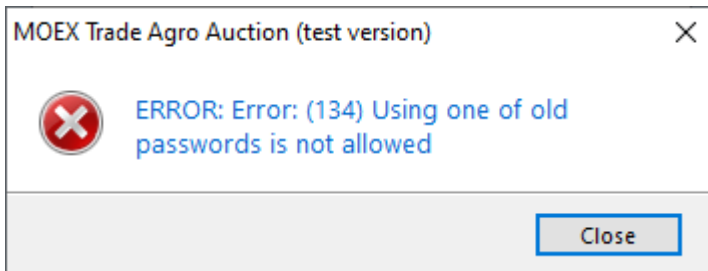 MOEX Trade Agro Auction (test version)
ERROR: Error: (134) Using one of old
passwords is not allowed
Close